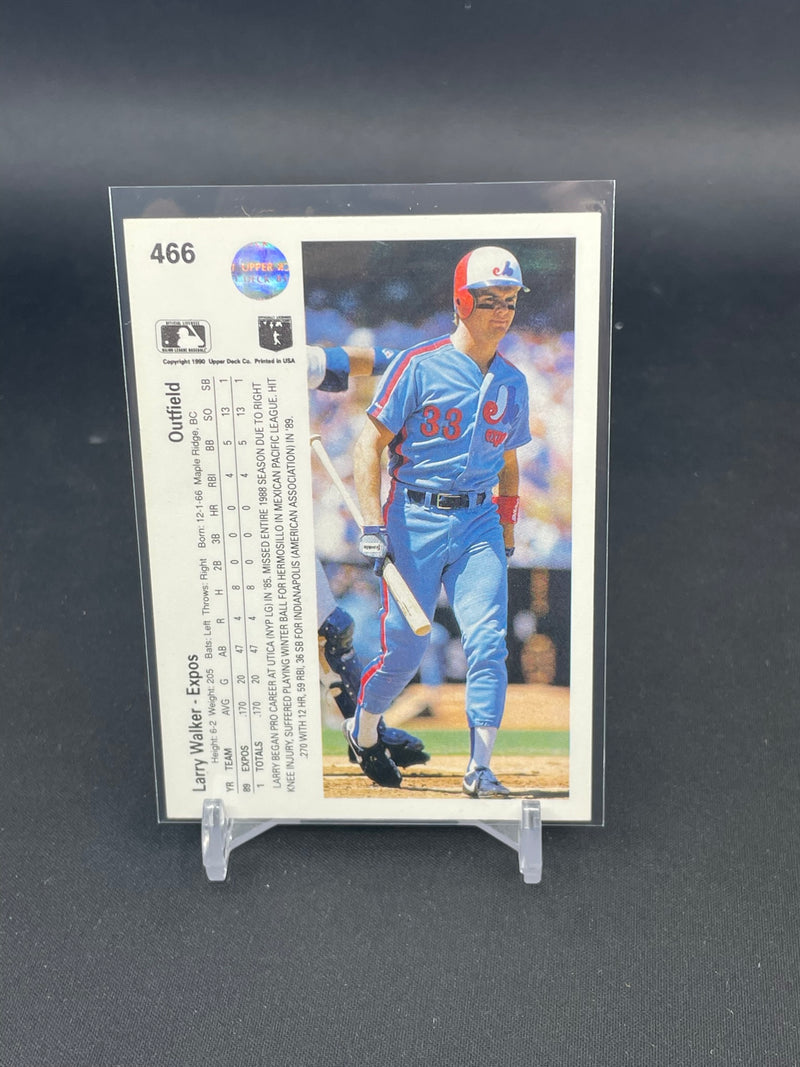 466
UPPER
DECK
OFFICIAL LICENSEE
MAJOR LEAGUE BASEBALL
Copyright 1990 Upper Deck Co. Printed in USA
Larry Walker - Expos Outfield
Height: 6-2 Weight: 205 Bats: Left Throws: Right Born: 12-1-66 Maple Ridge, BC
YR TEAM AVG G AB R H 2B 3B HR RBI BB SO SB
89 EXPOS .170 20 47 4 8 0 0 0 4 5 13 1
1 TOTALS .170 20 47 4 8 0 0 0 4 5 13 1
LARRY BEGAN PRO CAREER AT UTICA (NYP LG) IN '85. MISSED ENTIRE 1988 SEASON DUE TO RIGHT
KNEE INJURY, SUFFERED PLAYING WINTER BALL FOR HERMOSILLO IN MEXICAN PACIFIC LEAGUE. HIT
.270 WITH 12 HR, 59 RBI, 36 SB FOR INDIANAPOLIS (AMERICAN ASSOCIATION) IN '89.
33